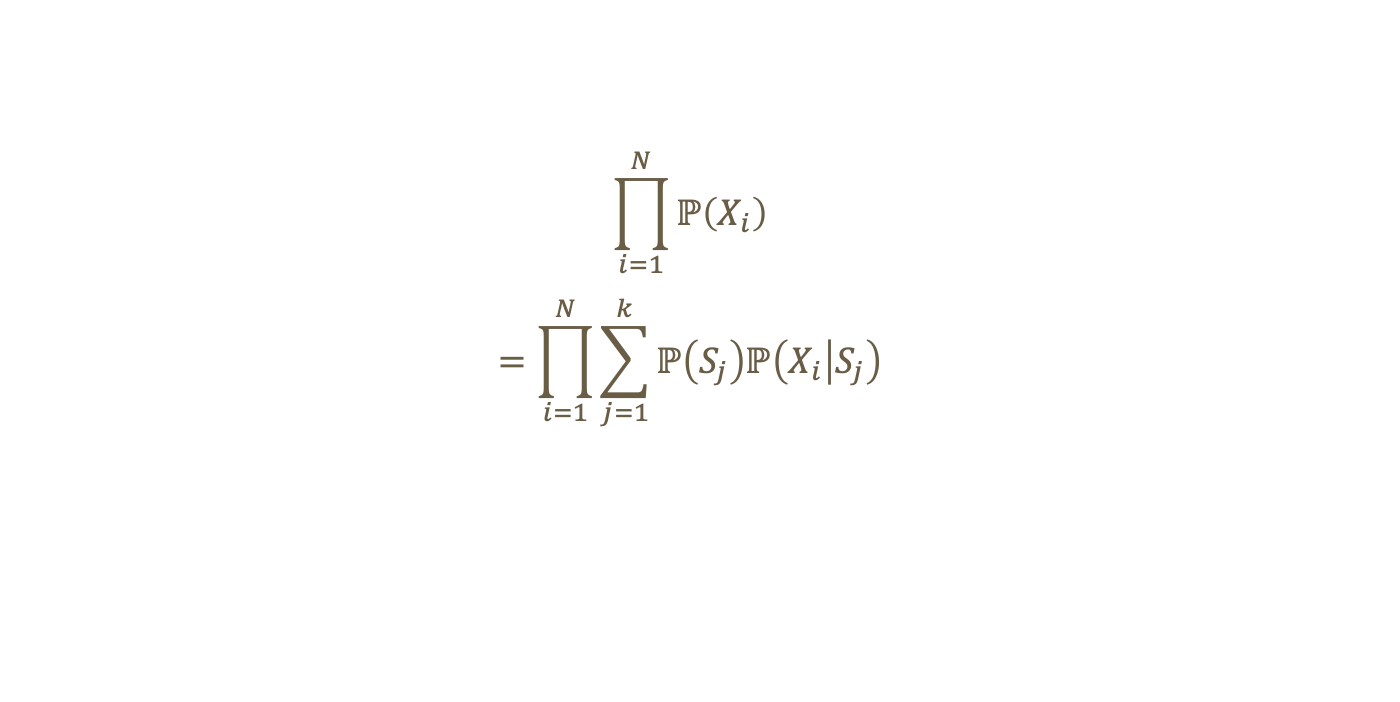 ∏_{i=1}^{N} ℙ(X_i)
= ∏_{i=1}^{N} ∑_{j=1}^{k} ℙ(S_j)ℙ(X_i|S_j)